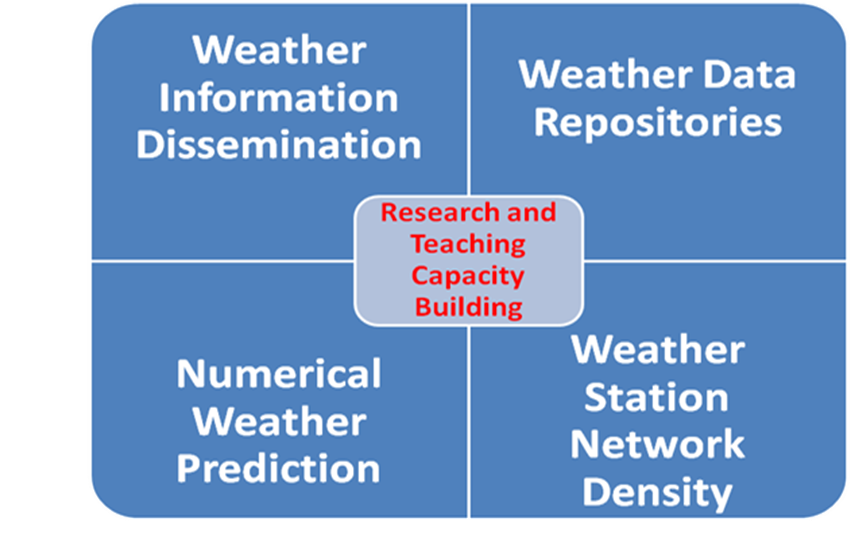 Weather
Information
Dissemination
Weather Data
Repositories
Research and
Teaching
Capacity
Building
Numerical
Weather
Prediction
Weather
Station
Network
Density